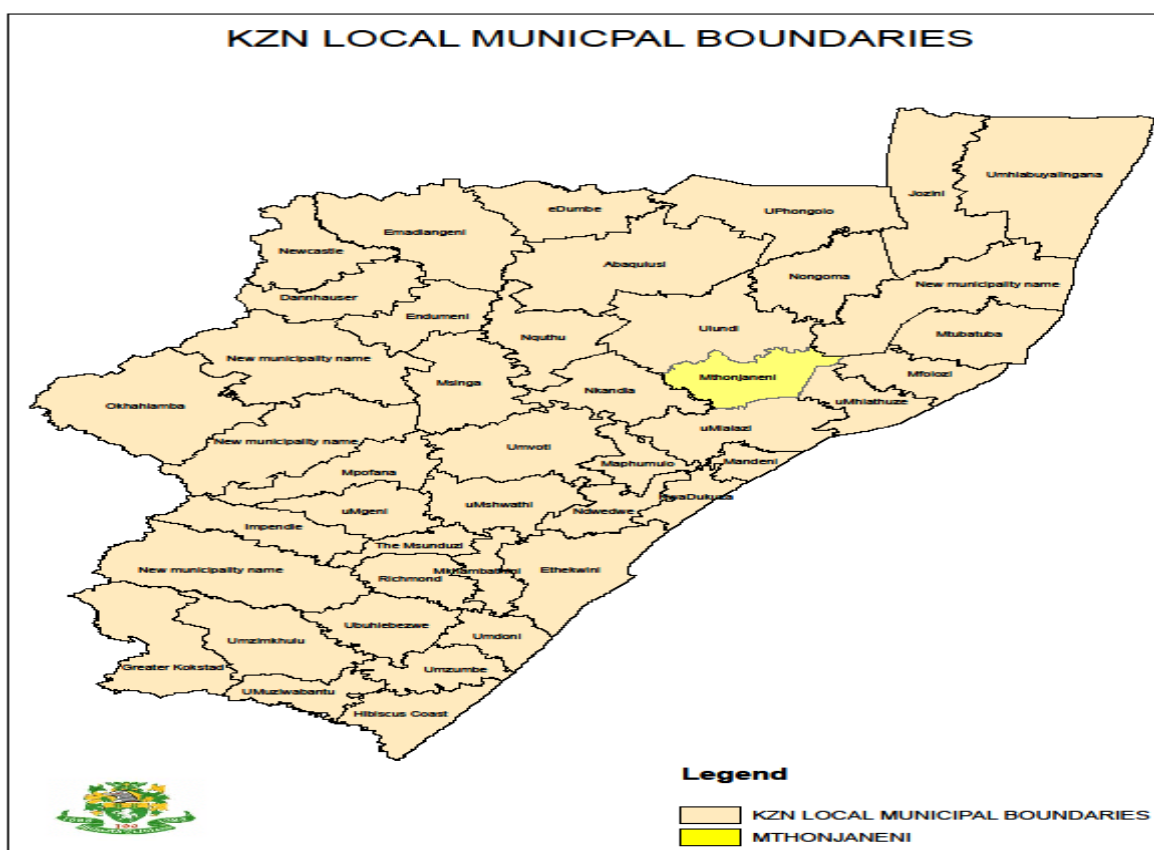 KZN LOCAL MUNICPAL BOUNDARIES
Umhlabuyalingana
Jozini
eDumbe
UPhongolo
Emadlangeni
Newcastle
Abaqulusi
Nongoma
New municipality name
Dannhauser
Endumeni
Ulundi
Mtubatuba
Nquthu
New municipality name
Msinga
Nkandla
Mthonjaneni
Mfolozi
Okhahlamba
uMhlathuze
New municipality name
uMlalazi
Umvoti
Mpofana
Maphumulo
Mandeni
KwaDukuza
uMshwathi
uMgeni
Ndwedwe
Impendle
The Msunduzi
New municipality name
Richmond
Mkhambathini
Ethekwini
Ubuhlebezwe
Umzimkhulu
Umdoni
Greater Kokstad
Umzumbe
UMuziwabantu
Hibiscus Coast
Legend
KZN LOCAL MUNICIPAL BOUNDARIES
MTHONJANENI